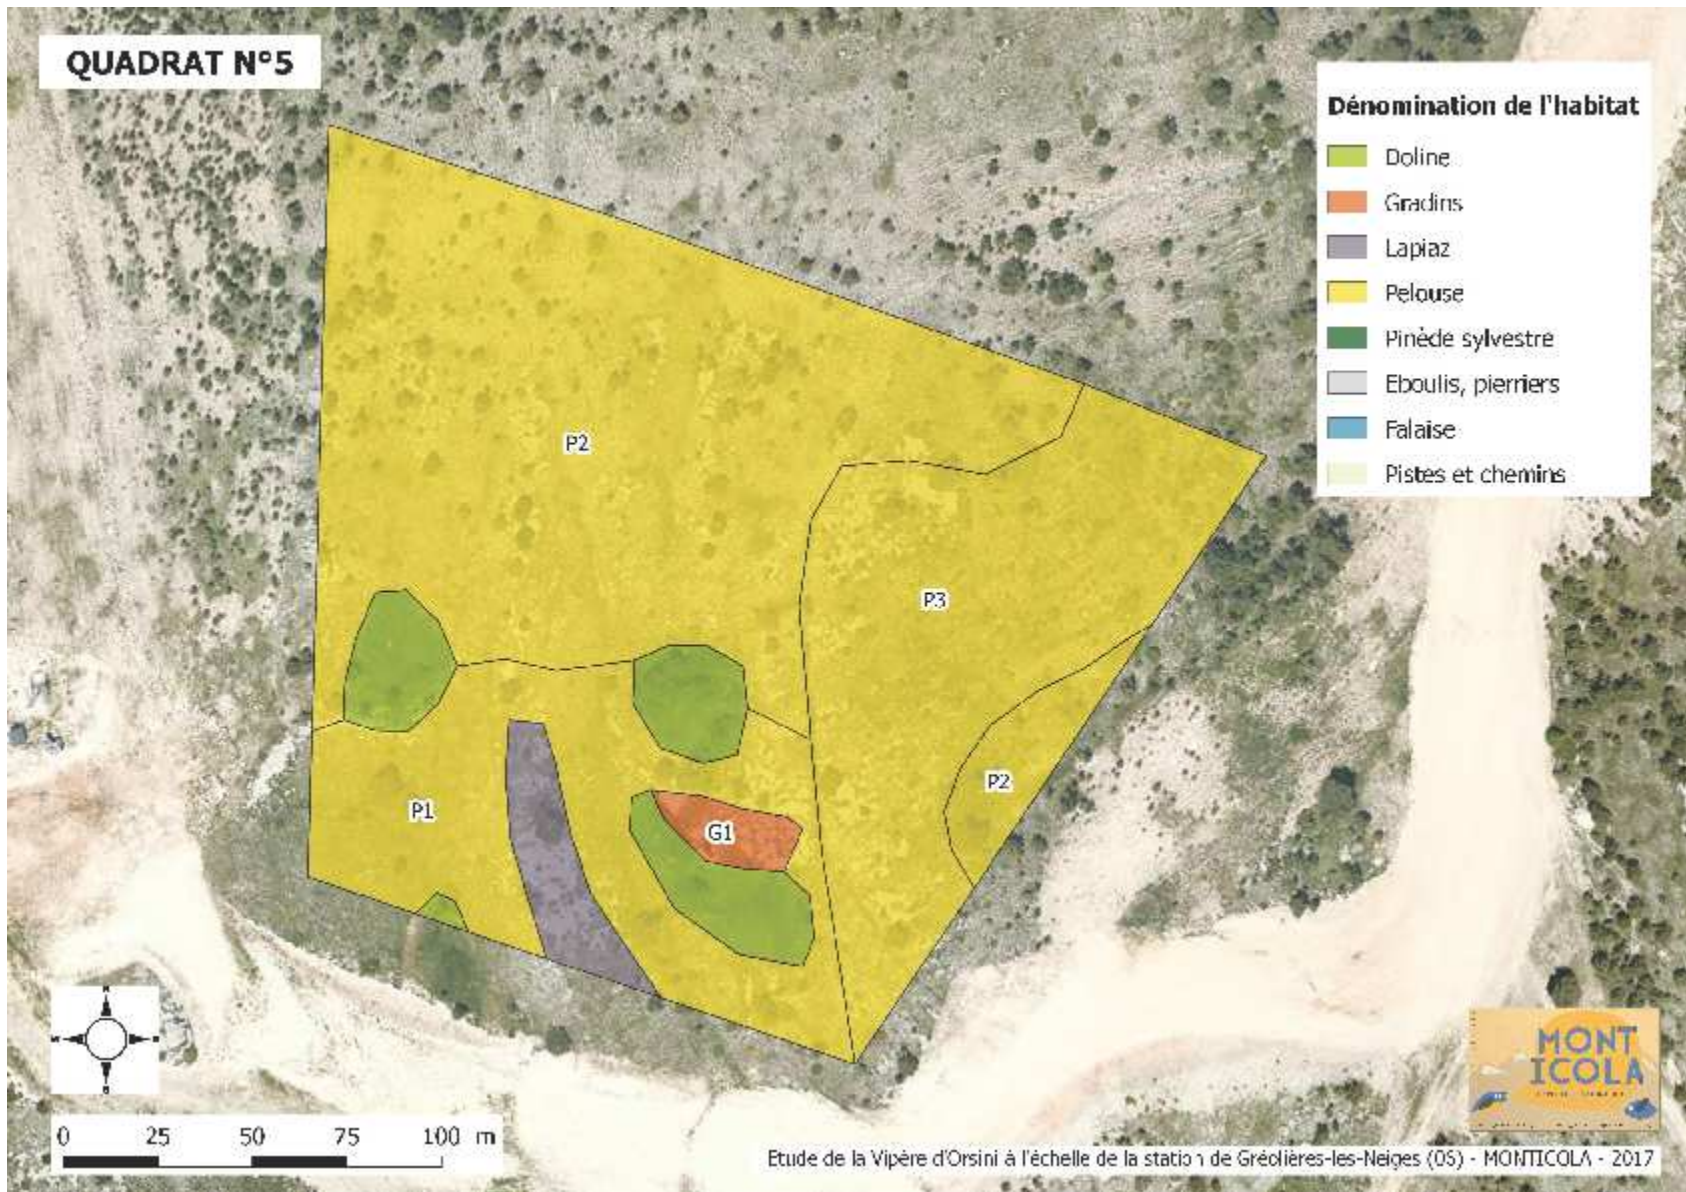 QUADRAT N°5
Dénomination de l'habitat
Doline
Gradins
Lapiaz
Pelouse
Pinède sylvestre
Eboulis, pierriers
Falaise
Pistes et chemins
P2
P3
P2
P1
G1
0 25 50 75 100 m
MONT
ICOLA
Etude de la Vipère d'Orsini à l'échelle de la station de Gréolières-les-Neiges (06) - MONTICOLA - 2017